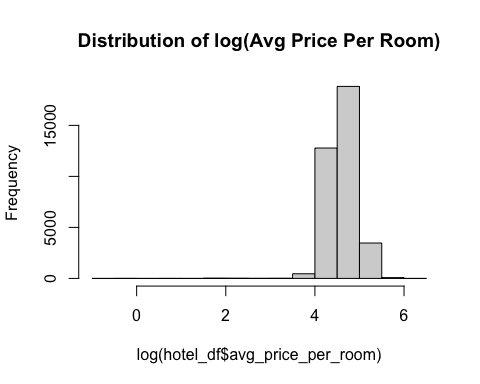 Distribution of log(Avg Price Per Room)
Frequency
15000
5000
0
0 2 4 6
log(hotel_df$avg_price_per_room)